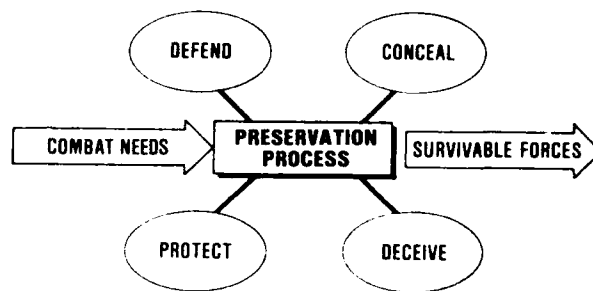 DEFEND
CONCEAL
COMBAT NEEDS
PRESERVATION
PROCESS
SURVIVABLE FORCES
PROTECT
DECEIVE